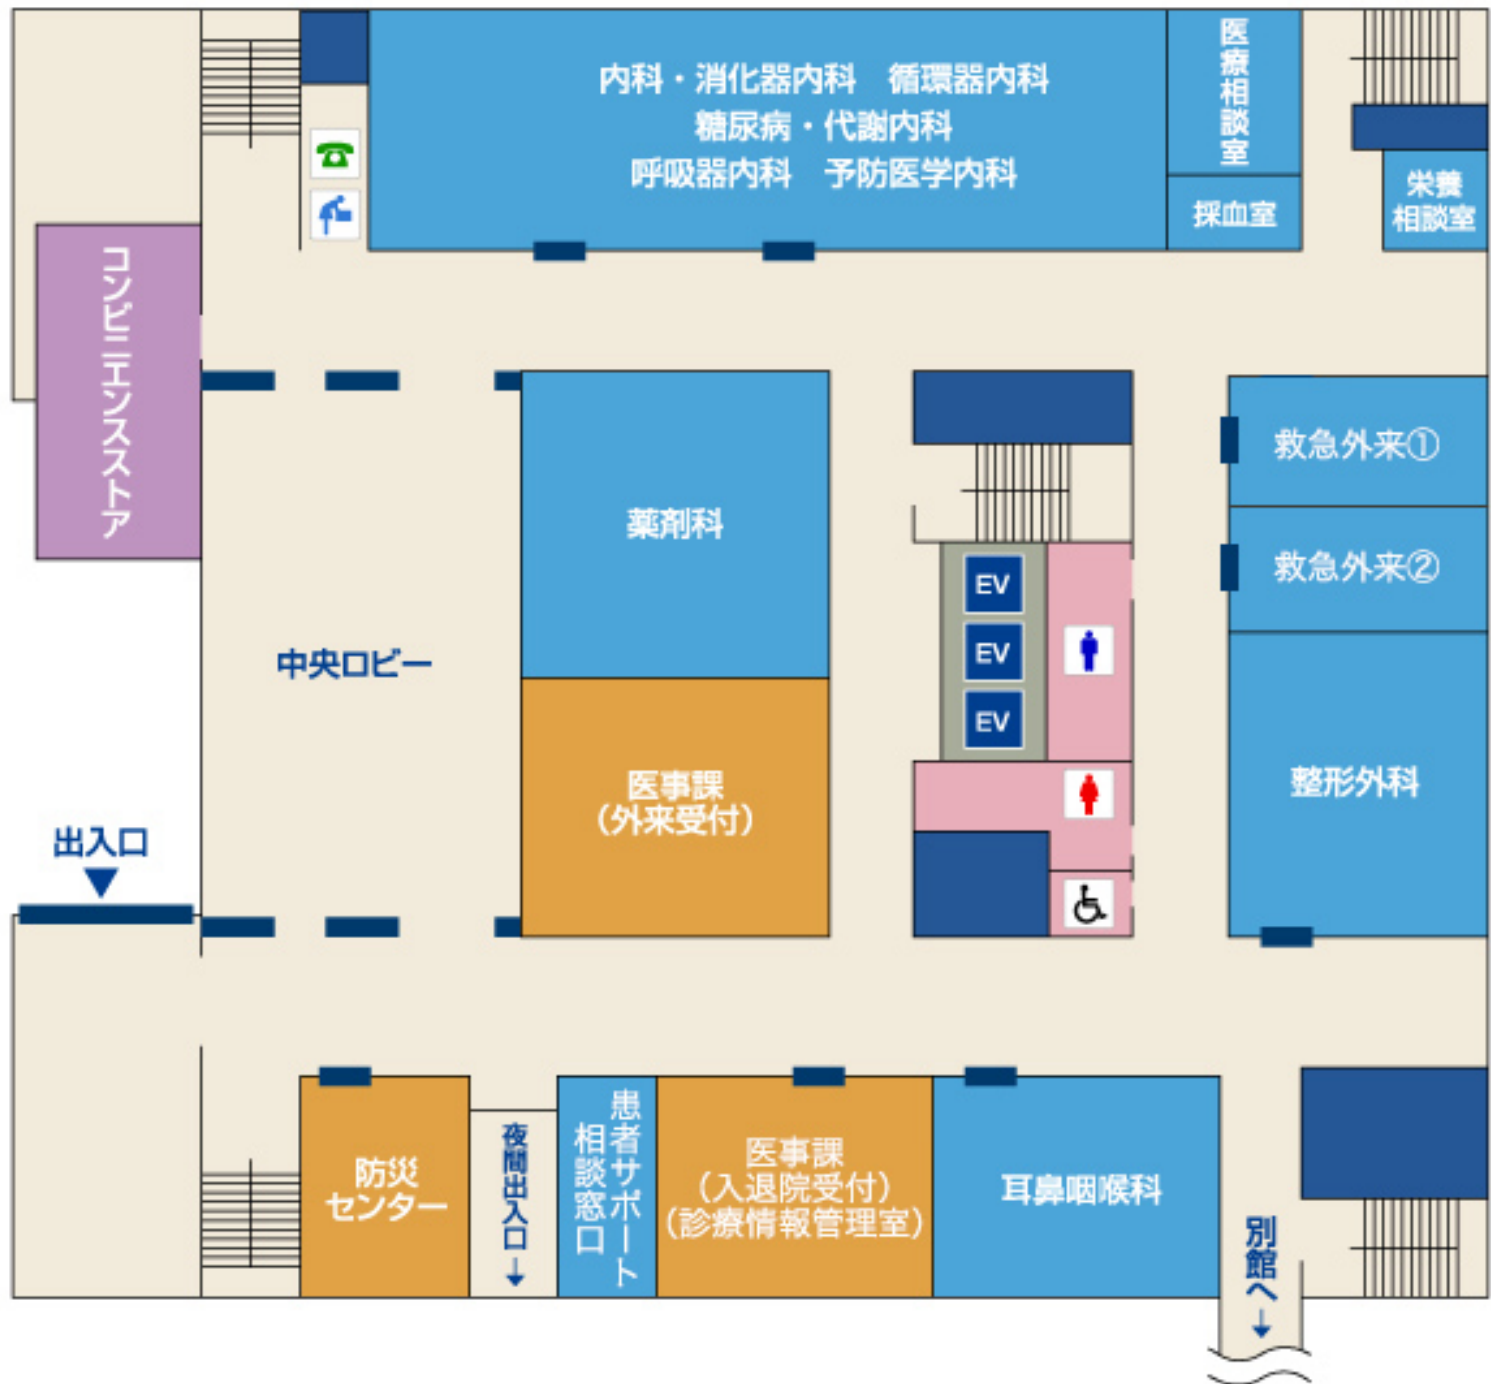 内科・消化器内科　循環器内科
糖尿病・代謝内科
呼吸器内科　予防医学内科
医療相談室
採血室
栄養
相談室
コンビニエンスストア
薬剤科
救急外来①
救急外来②
EV
EV
EV
中央ロビー
医事課
（外来受付）
整形外科
出入口
防災
センター
夜間出入口↓
患者サポート
相談窓口
医事課
（入退院受付）
（診療情報管理室）
耳鼻咽喉科
別館へ↓